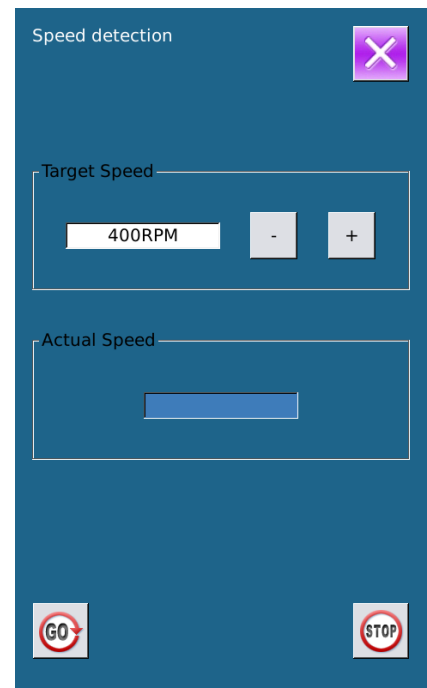 Speed detection
Target Speed
400RPM
-
+
Actual Speed
GO
STOP